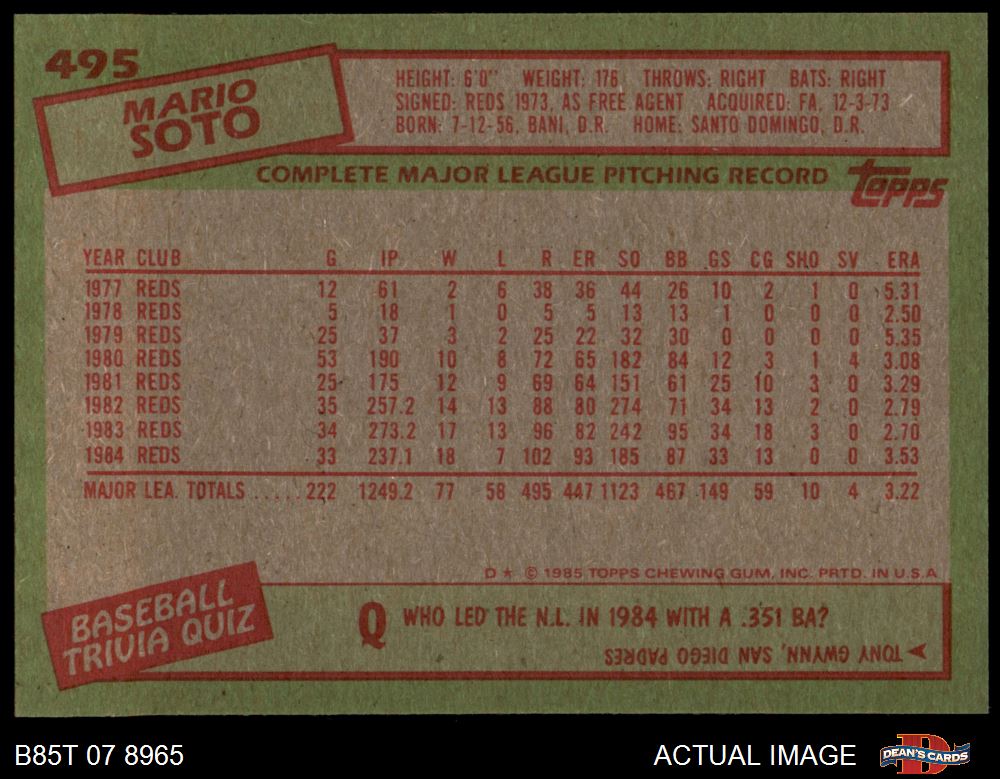 495
MARIO
SOTO
HEIGHT: 6'0" WEIGHT: 176 THROWS: RIGHT BATS: RIGHT
SIGNED: REDS 1973, AS FREE AGENT ACQUIRED: FA, 12-3-73
BORN: 7-12-56, BANI, D.R. HOME: SANTO DOMINGO, D.R.
COMPLETE MAJOR LEAGUE PITCHING RECORD
Topps
YEAR CLUB G IP W L R ER SO BB GS CG SHO SV ERA
1977 REDS 12 61 2 6 38 36 44 26 10 2 1 0 5.31
1978 REDS 5 18 1 0 5 5 13 13 1 0 0 0 2.50
1979 REDS 25 37 3 2 25 22 32 30 0 0 0 0 5.35
1980 REDS 53 190 10 8 72 65 182 84 12 3 1 4 3.08
1981 REDS 25 175 12 9 69 64 151 61 25 10 3 0 3.29
1982 REDS 35 257.2 14 13 88 80 274 71 34 13 2 0 2.79
1983 REDS 34 273.2 17 13 96 82 242 95 34 18 3 0 2.70
1984 REDS 33 237.1 18 7 102 93 185 87 33 13 0 0 3.53
MAJOR LEA. TOTALS ..... 222 1249.2 77 58 495 447 1123 467 149 59 10 4 3.22
D★ © 1985 TOPPS CHEWING GUM, INC. PRTD. IN U.S.A.
BASEBALL
TRIVIA QUIZ
Q WHO LED THE N.L. IN 1984 WITH A .351 BA?
TONY GWYNN, SAN DIEGO PADRES
B85T 07 8965
ACTUAL IMAGE
DEAN'S CARDS